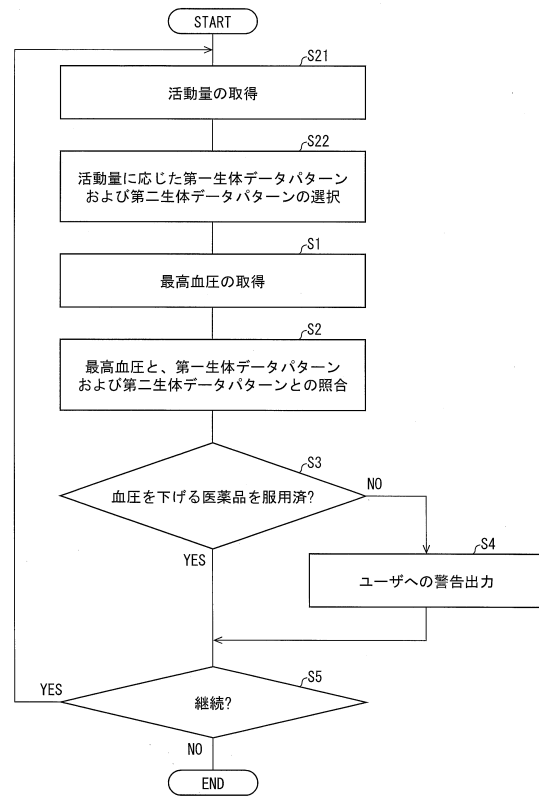 START
S21
活動量の取得
S22
活動量に応じた第一生体データパターン
および第二生体データパターンの選択
S1
最高血圧の取得
S2
最高血圧と、第一生体データパターン
および第二生体データパターンとの照合
S3
血圧を下げる医薬品を服用済?
NO
YES
S4
ユーザへの警告出力
S5
YES
継続?
NO
END